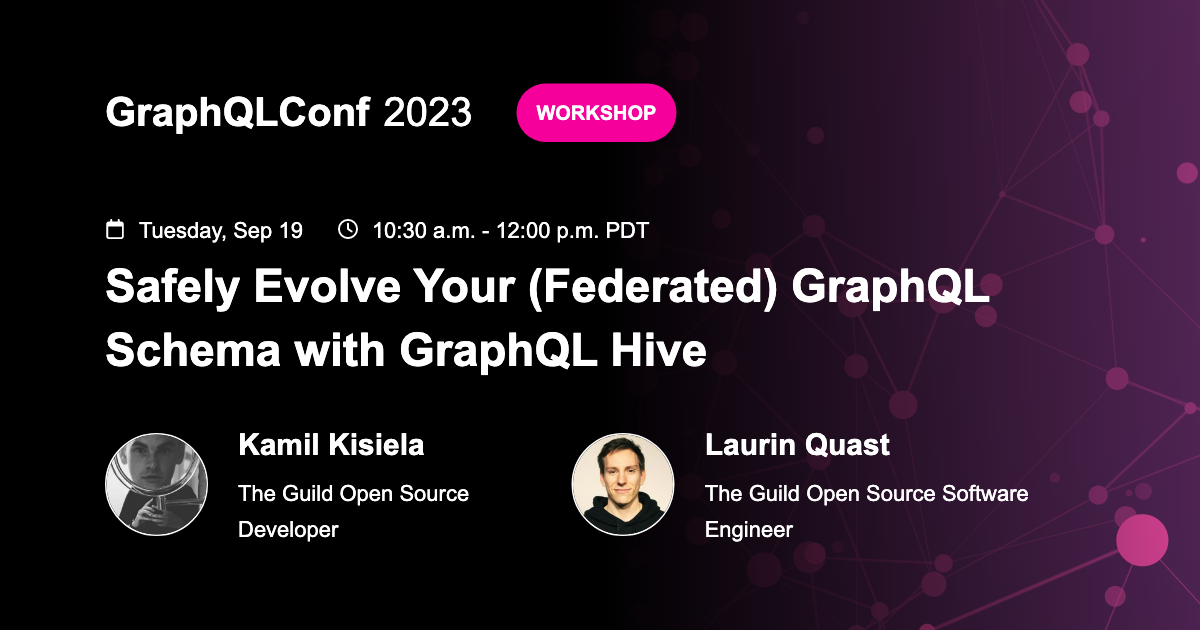 GraphQLConf 2023 WORKSHOP
Tuesday, Sep 19 10:30 a.m. - 12:00 p.m. PDT
Safely Evolve Your (Federated) GraphQL
Schema with GraphQL Hive
Kamil Kisiela
The Guild Open Source
Developer
Laurin Quast
The Guild Open Source Software
Engineer